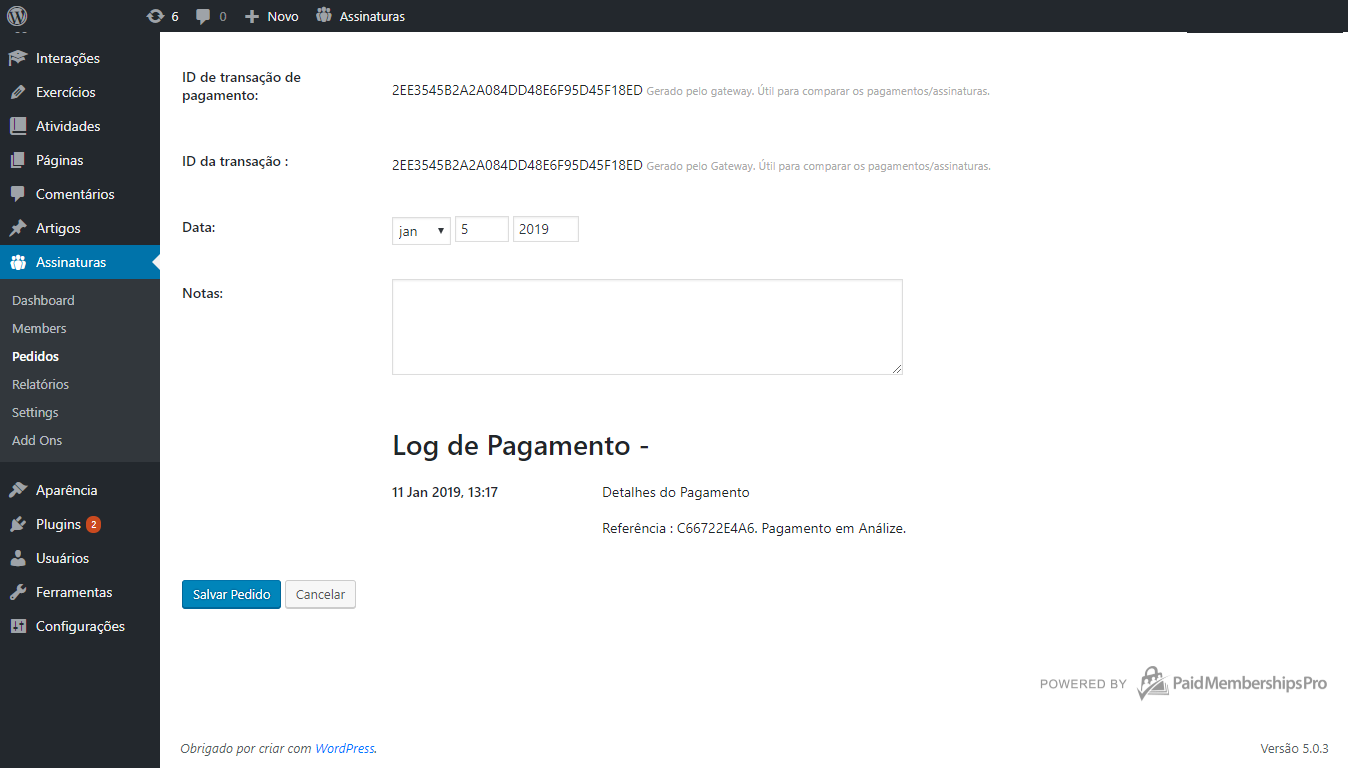 6 0 Novo Assinaturas
Interações
Exercícios
Atividades
Páginas
Comentários
Artigos
Assinaturas
Dashboard
Members
Pedidos
Relatórios
Settings
Add Ons
Aparência
Plugins 2
Usuários
Ferramentas
Configurações
ID de transação de
pagamento:
2EE3545B2A2A084DD48E6F95D45F18ED Gerado pelo gateway. Útil para comparar os pagamentos/assinaturas.
ID da transação :
2EE3545B2A2A084DD48E6F95D45F18ED Gerado pelo Gateway. Útil para comparar os pagamentos/assinaturas.
Data:
jan 5 2019
Notas:
Log de Pagamento -
11 Jan 2019, 13:17 Detalhes do Pagamento
Referência : C66722E4A6. Pagamento em Análize.
Salvar Pedido Cancelar
POWERED BY PaidMembershipsPro
Obrigado por criar com WordPress.
Versão 5.0.3